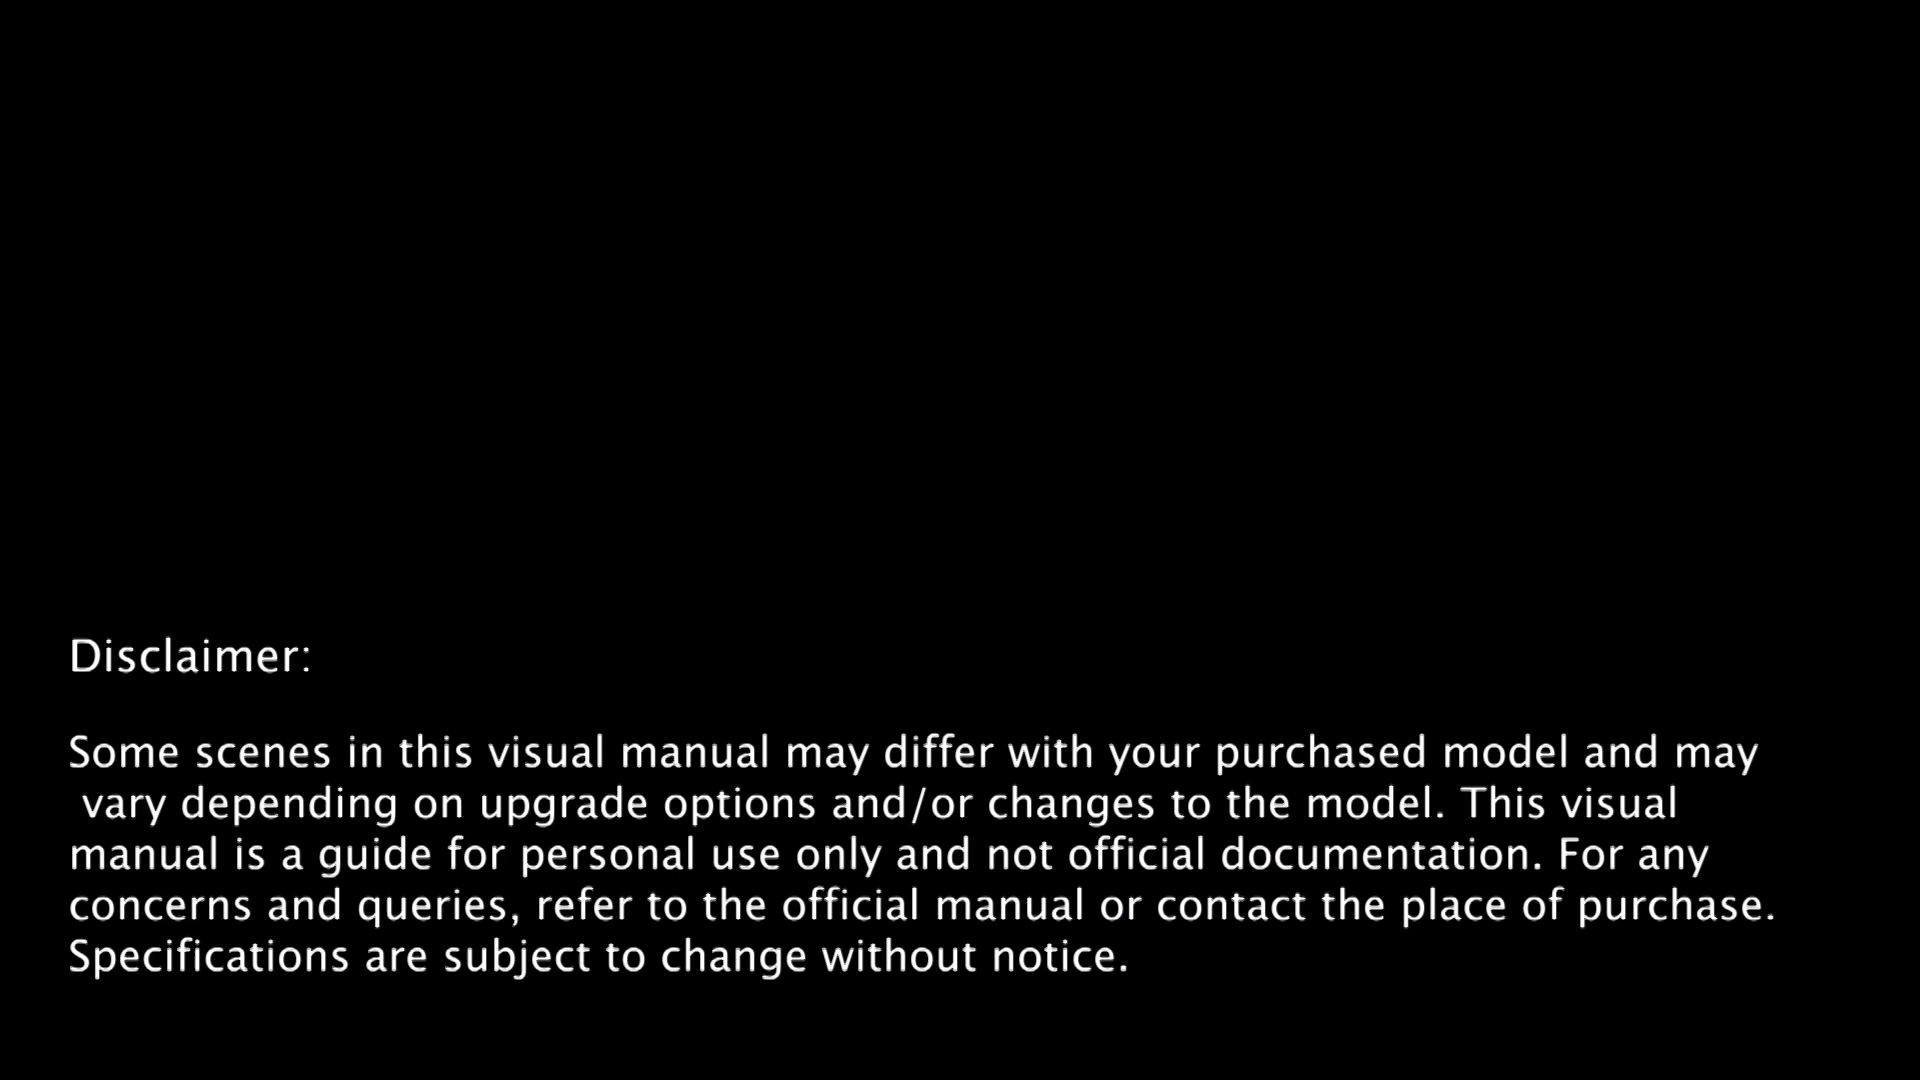 Disclaimer:
Some scenes in this visual manual may differ with your purchased model and may
vary depending on upgrade options and/or changes to the model. This visual
manual is a guide for personal use only and not official documentation. For any
concerns and queries, refer to the official manual or contact the place of purchase.
Specifications are subject to change without notice.